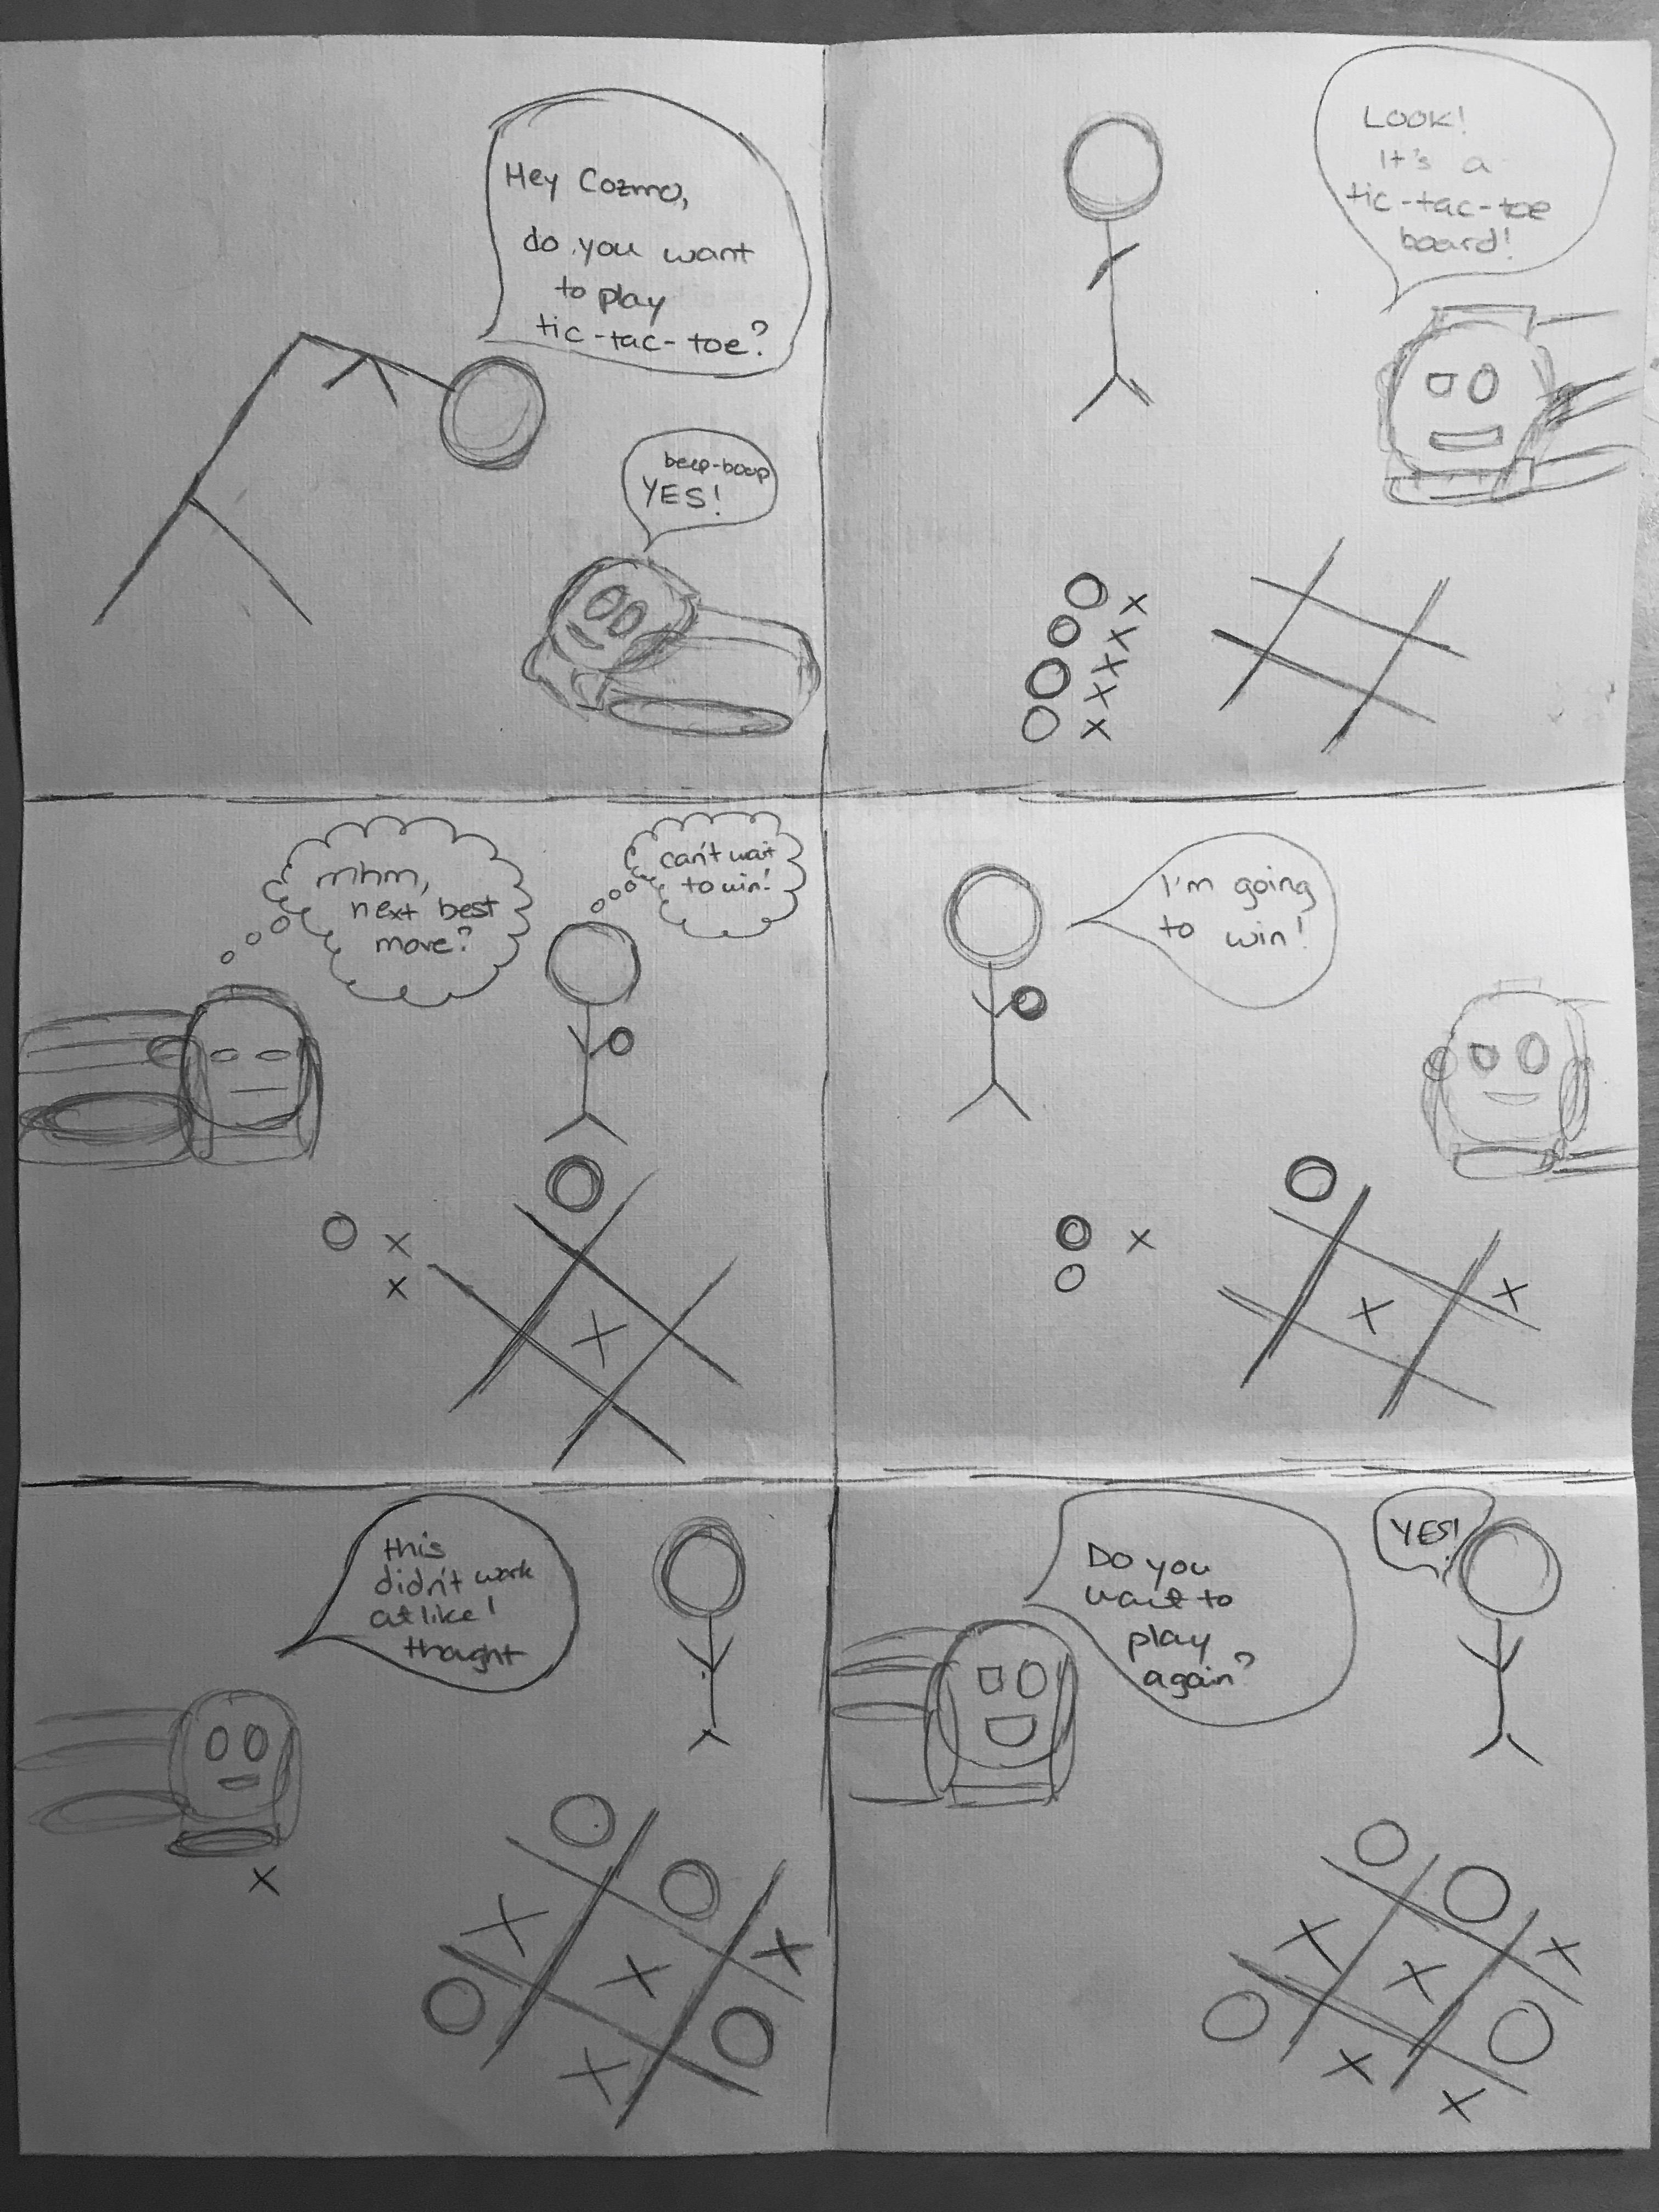 Hey Cozmo,
do you want
to play
tic-tac-toe?
beep-boop
YES!
Look!
It's a
tic-tac-toe
board!
mhm,
next best
move?
can't wait
to win!
I'm going
to win!
this
didn't work
at like I
thought
Do you
wait to
play
again?
YES!